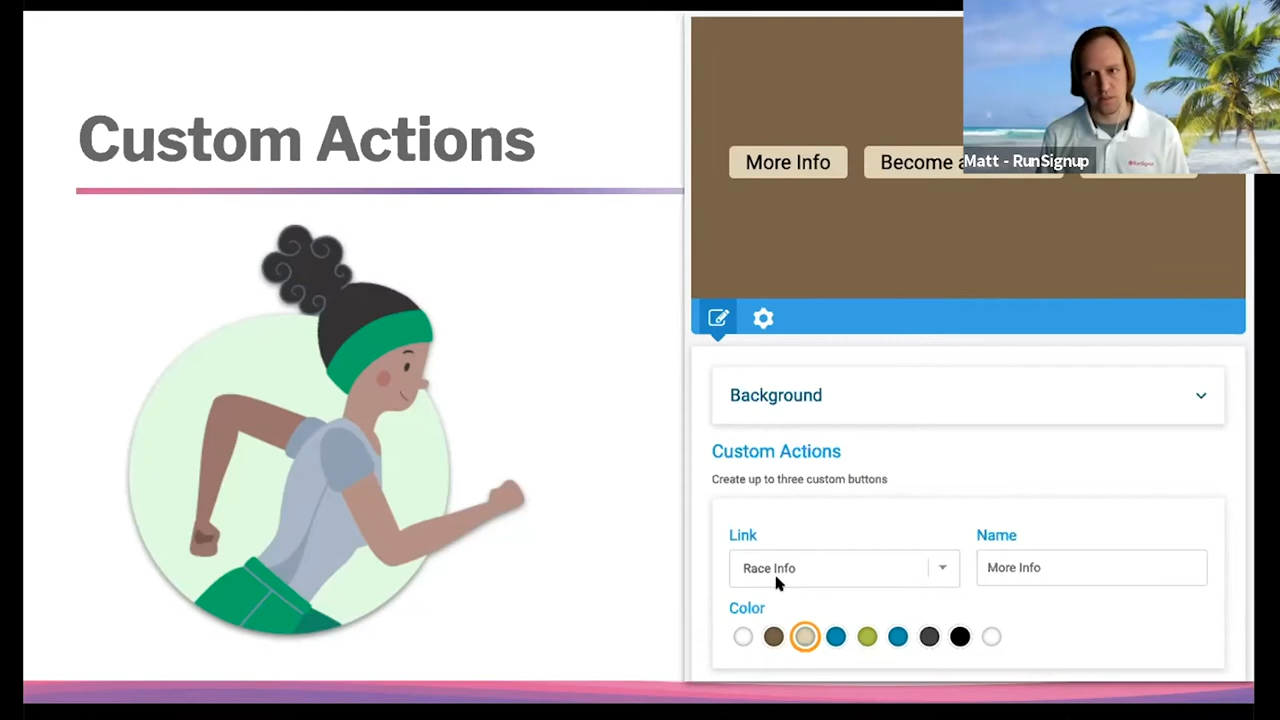 Custom Actions
More Info
Become a
Matt - RunSignup
RunSignup
Background
Custom Actions
Create up to three custom buttons
Link
Name
Race Info
More Info
Color